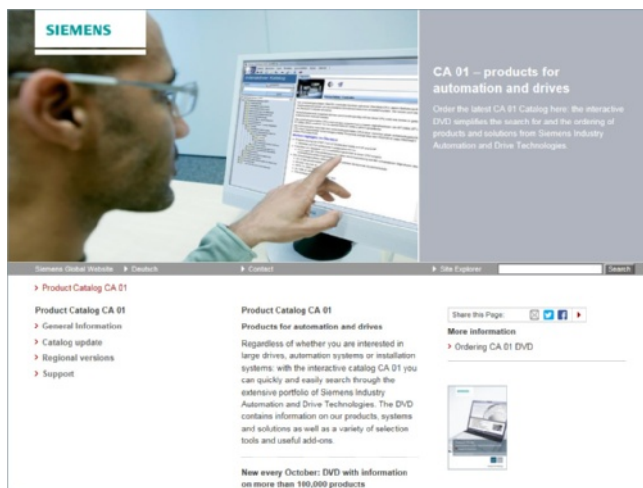 SIEMENS
CA 01 – products for
automation and drives
Order the latest CA 01 Catalog here: the interactive
DVD simplifies the search for and the ordering of
products and solutions from Siemens Industry
Automation and Drive Technologies.
Siemens Global Website
Deutsch
Contact
Site Explorer
Search
Product Catalog CA 01
Product Catalog CA 01
General Information
Catalog update
Regional versions
Support
Product Catalog CA 01
Products for automation and drives
Regardless of whether you are interested in
large drives, automation systems or installation
systems: with the interactive catalog CA 01 you
can quickly and easily search through the
extensive portfolio of Siemens Industry
Automation and Drive Technologies. The DVD
contains information on our products, systems
and solutions as well as a variety of selection
tools and useful add-ons.
New every October: DVD with information
on more than 100,000 products
Share this Page:
More information
Ordering CA 01 DVD